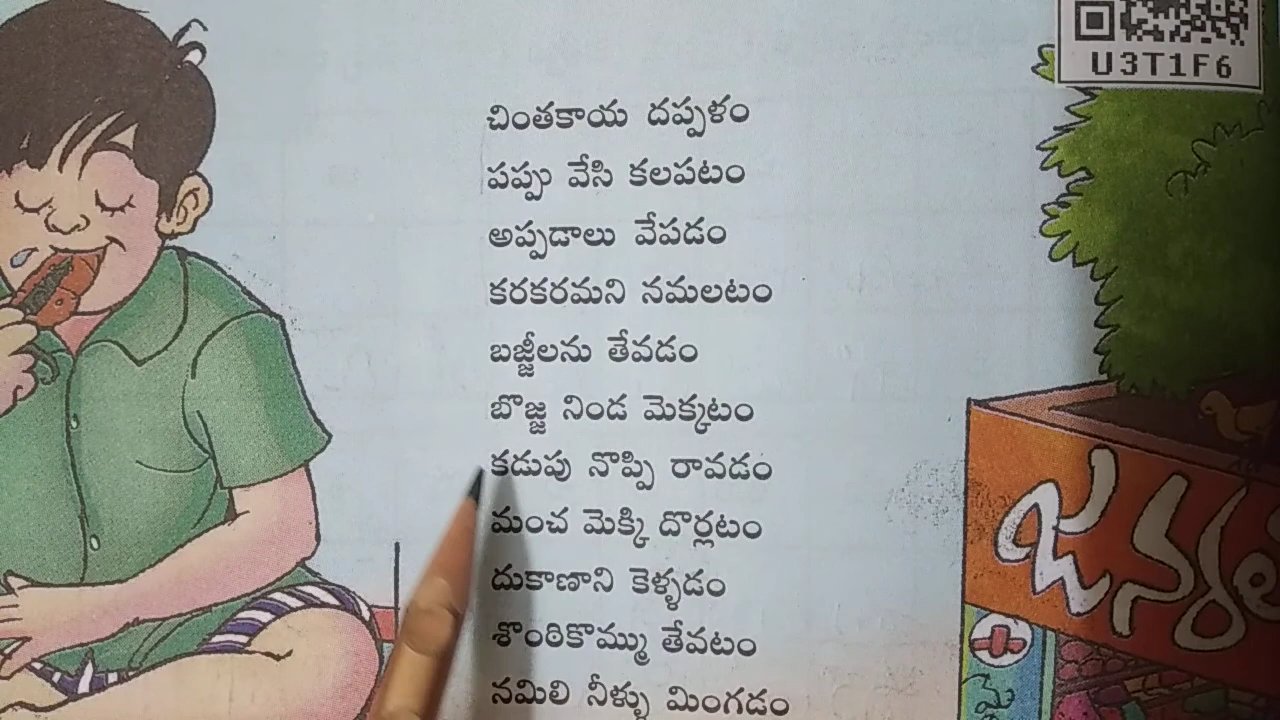 U3T1F6
చింతకాయ దప్పళం
పప్పు వేసి కలపటం
అప్పడాలు వేపడం
కరకరమని నమలటం
బజ్జీలను తేవడం
బొజ్జ నిండ మెక్కటం
కడుపు నొప్పి రావడం
మంచ మెక్కి దొర్లటం
దుకాణాని కెళ్ళడం
శొంఠికొమ్ము తేవటం
నమిలి నీళ్ళు మింగడం
జనరల
మె